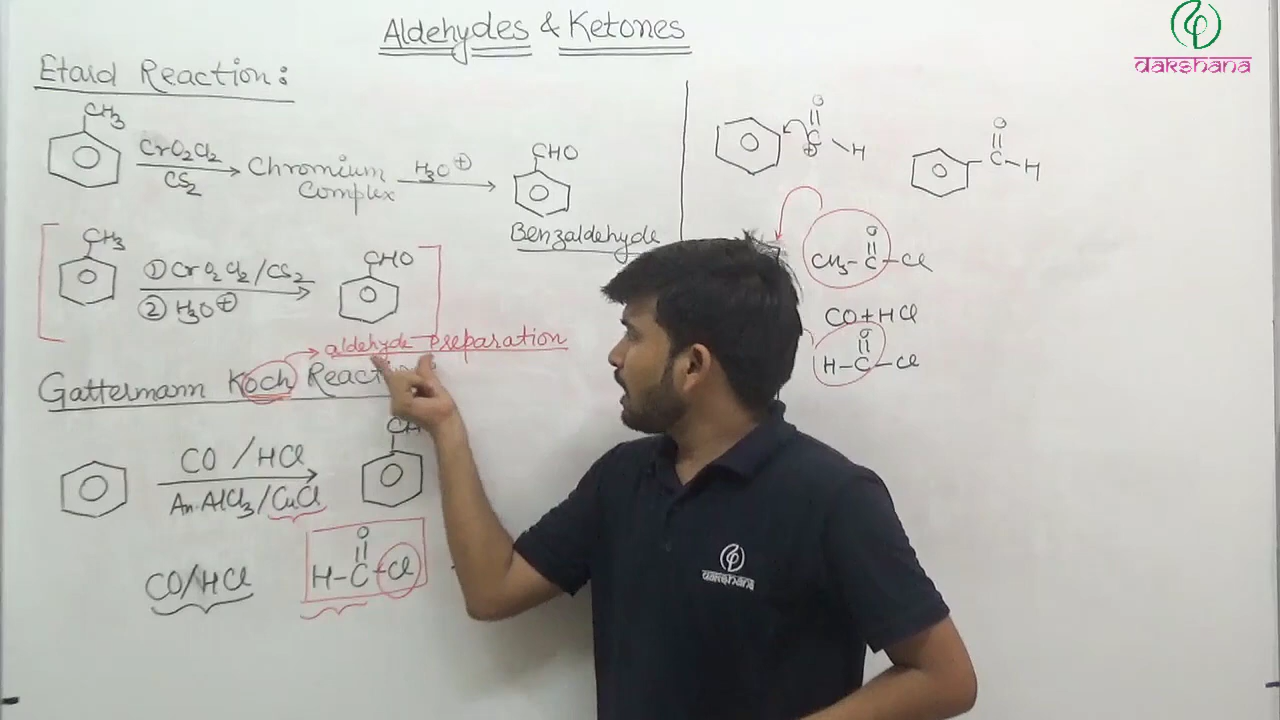 Aldehydes & Ketones
dakshana
Etard Reaction:
CH3
CrO2Cl2
CS2
Chromium
Complex
H3O⊕
CHO
Benzaldehyde
CH3
① CrO2Cl2/CS2
② H3O⊕
CHO
aldehyde preparation
Gattermann Koch
CO /HCl
An.AlCl3/CuCl
CO/HCl
O
H-C-Cl
O
C
⊕
H
O
C-H
O
CH3-C-Cl
CO+HCl
O
H-C-Cl
dakshana